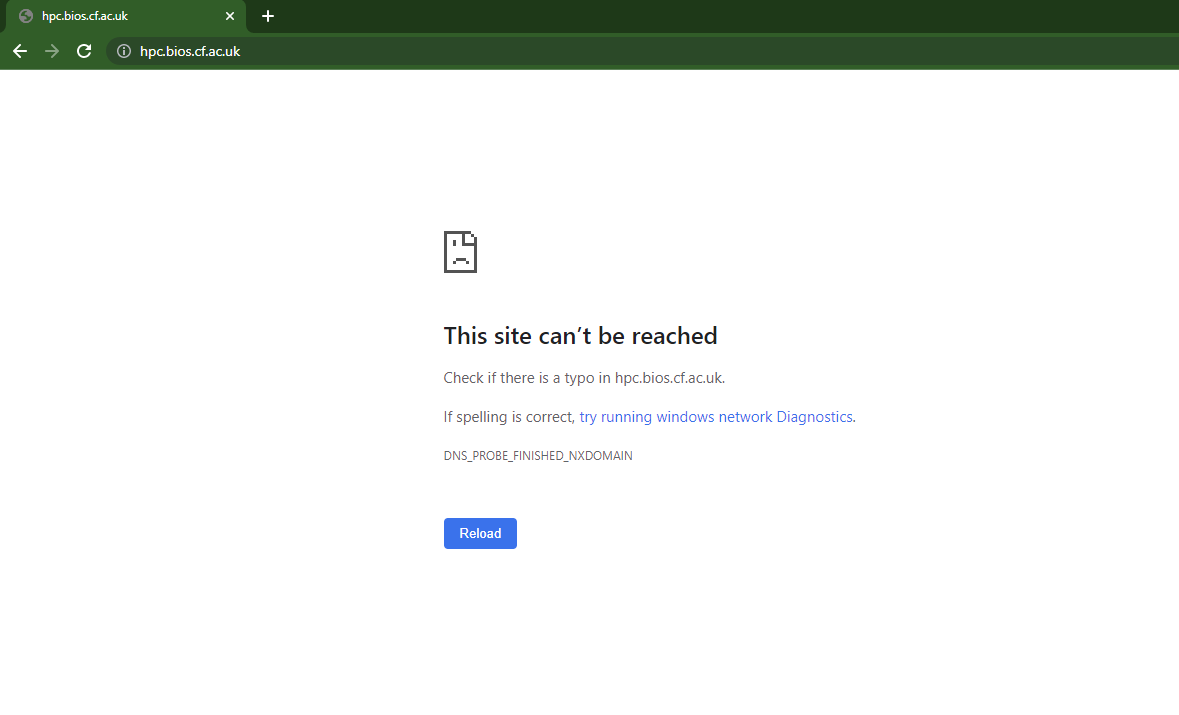 hpc.bios.cf.ac.uk
hpc.bios.cf.ac.uk
This site can’t be reached
Check if there is a typo in hpc.bios.cf.ac.uk.
If spelling is correct, try running windows network Diagnostics.
DNS_PROBE_FINISHED_NXDOMAIN
Reload